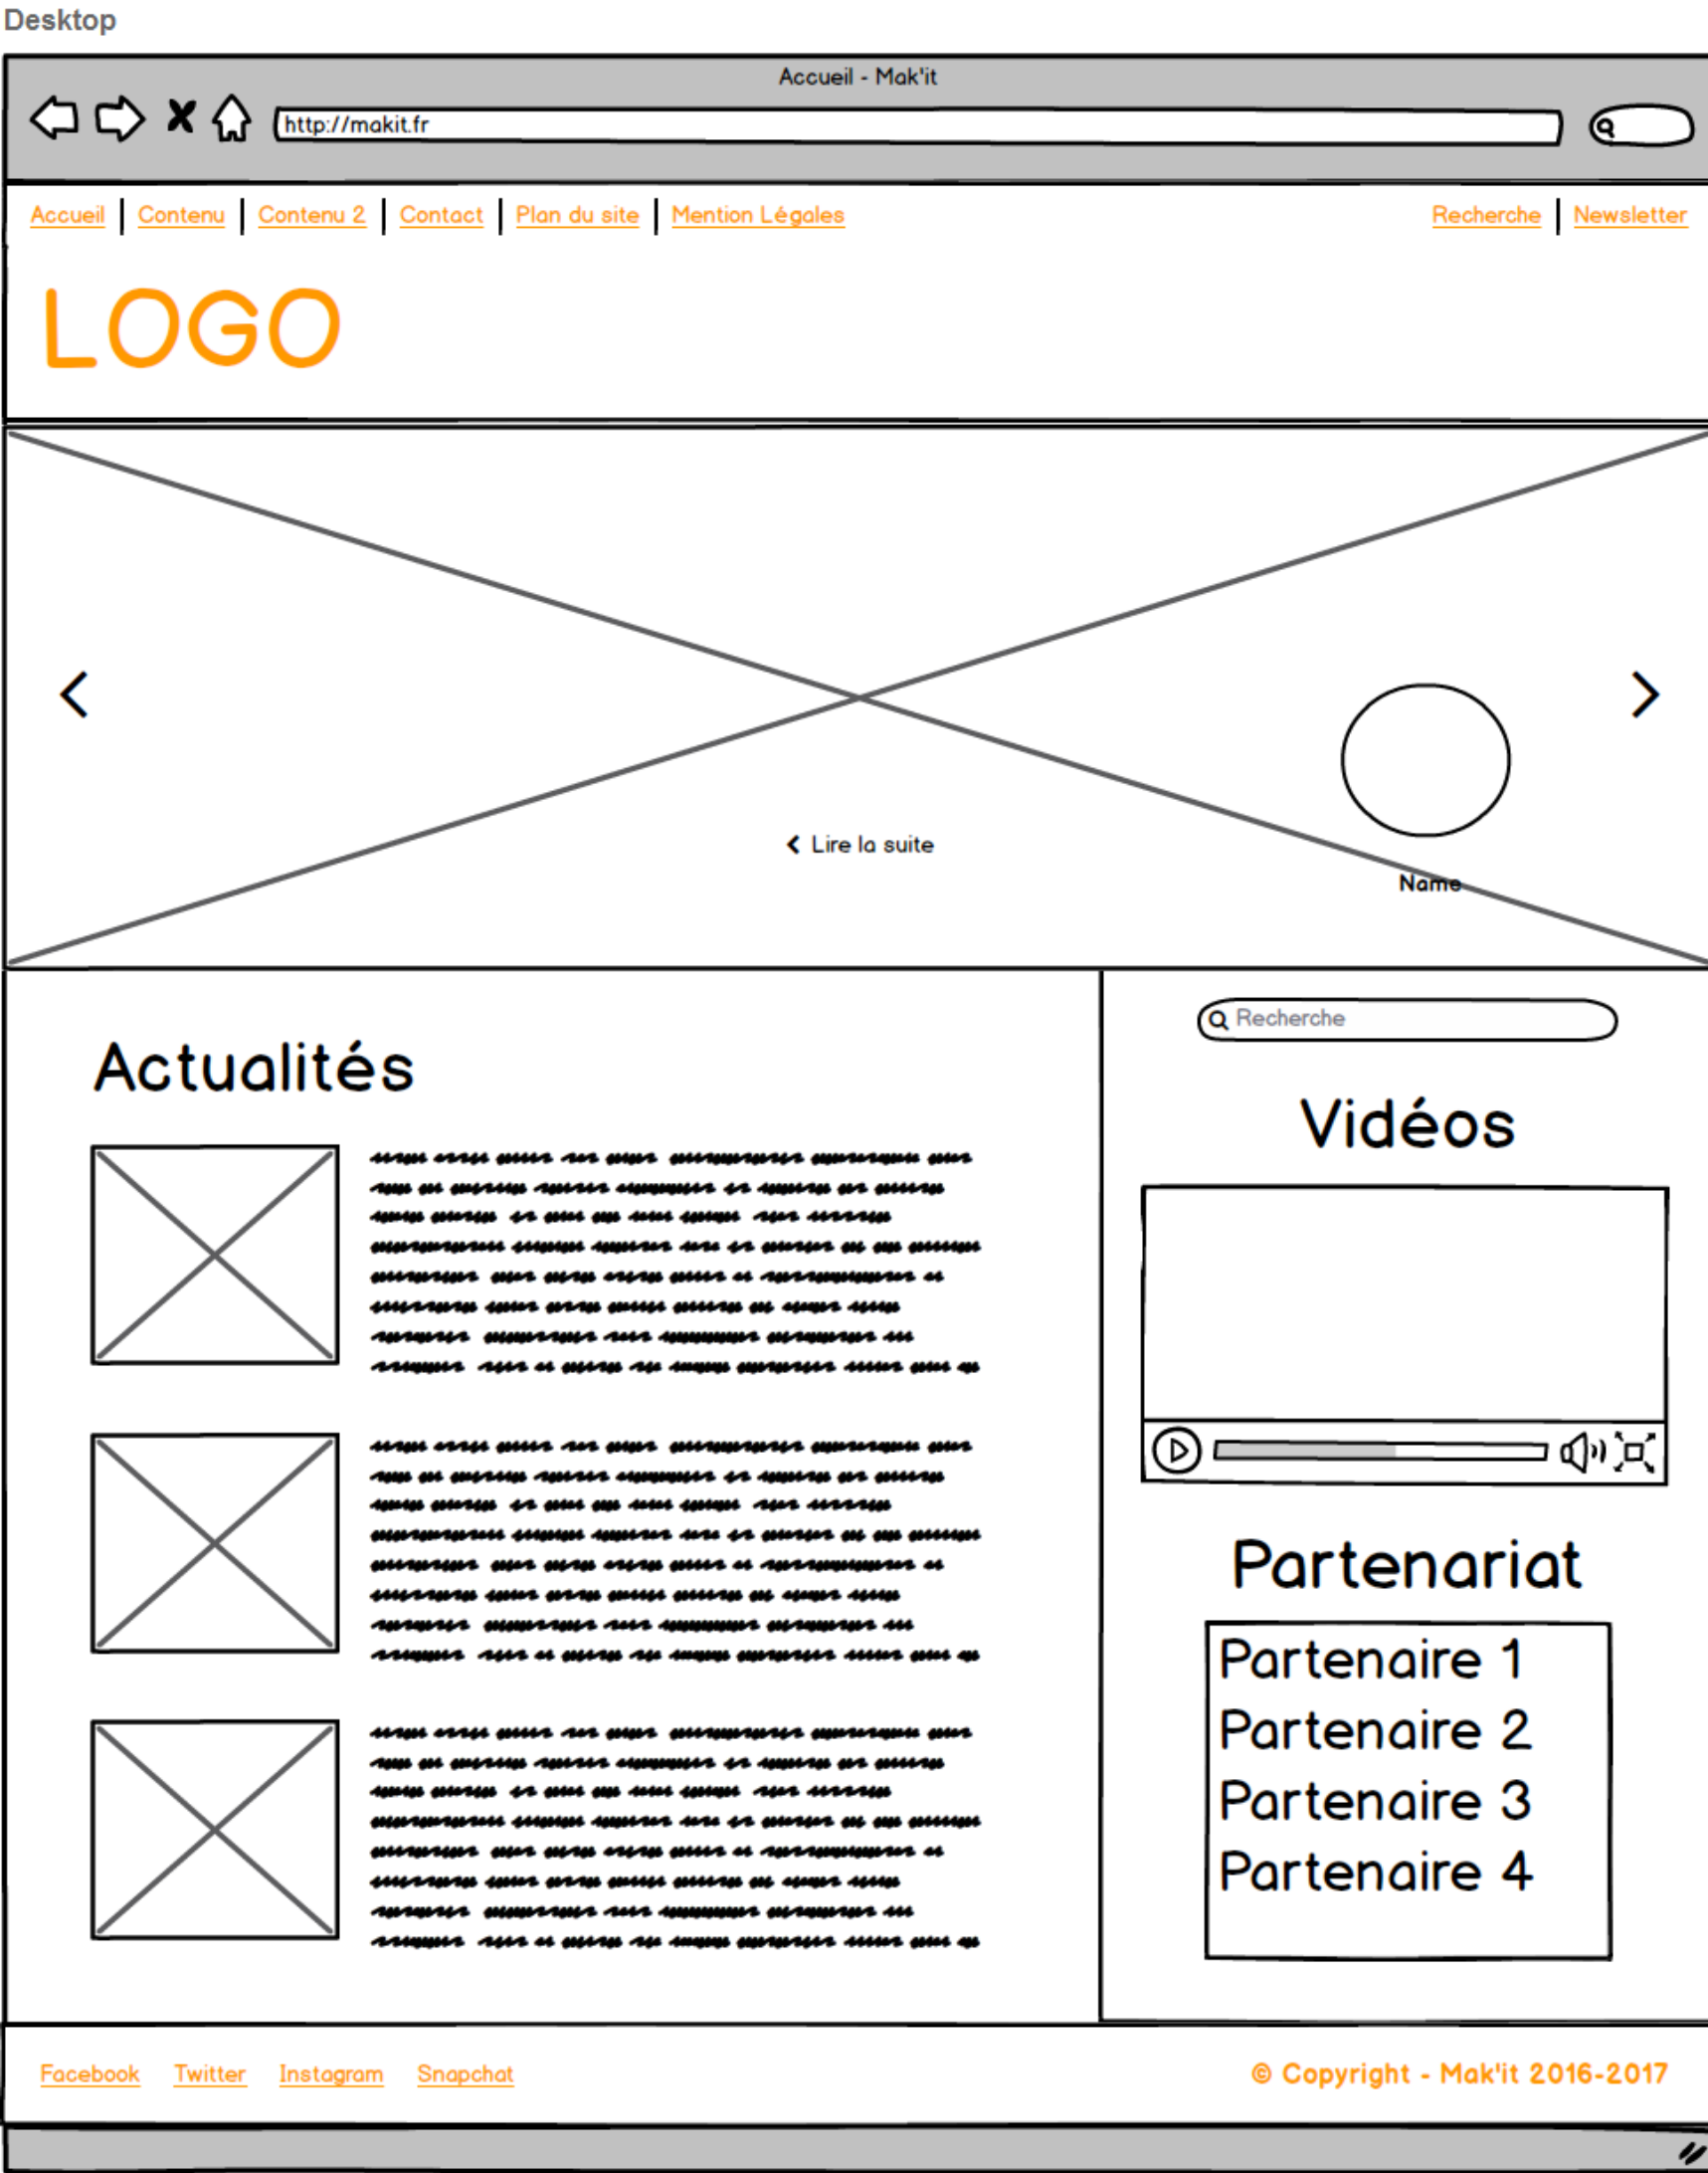 Desktop
Accueil - Mak'it
http://makit.fr
Accueil | Contenu | Contenu 2 | Contact | Plan du site | Mention Légales
Recherche | Newsletter
LOGO
Lire la suite
Name
Actualités
Recherche
Vidéos
Partenariat
Partenaire 1
Partenaire 2
Partenaire 3
Partenaire 4
Facebook Twitter Instagram Snapchat
© Copyright - Mak'it 2016-2017